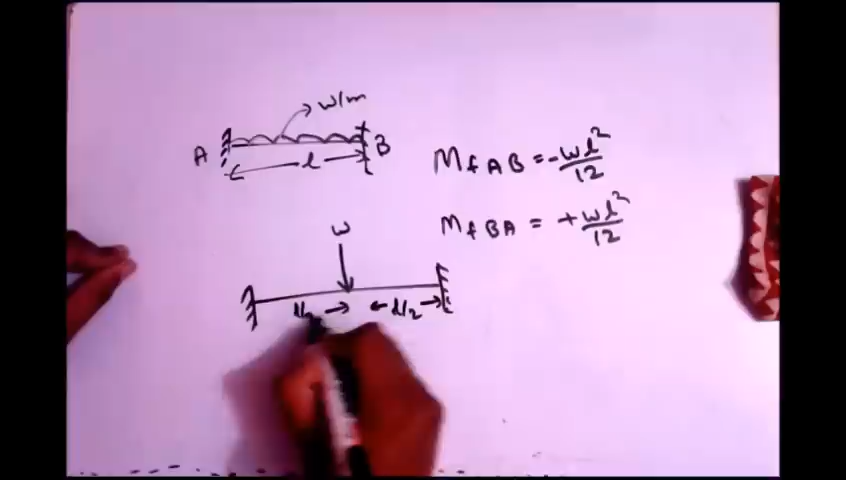 w/m
A B
l
MfAB = -wl²/12
MfBA = +wl²/12
w
l/2 l/2